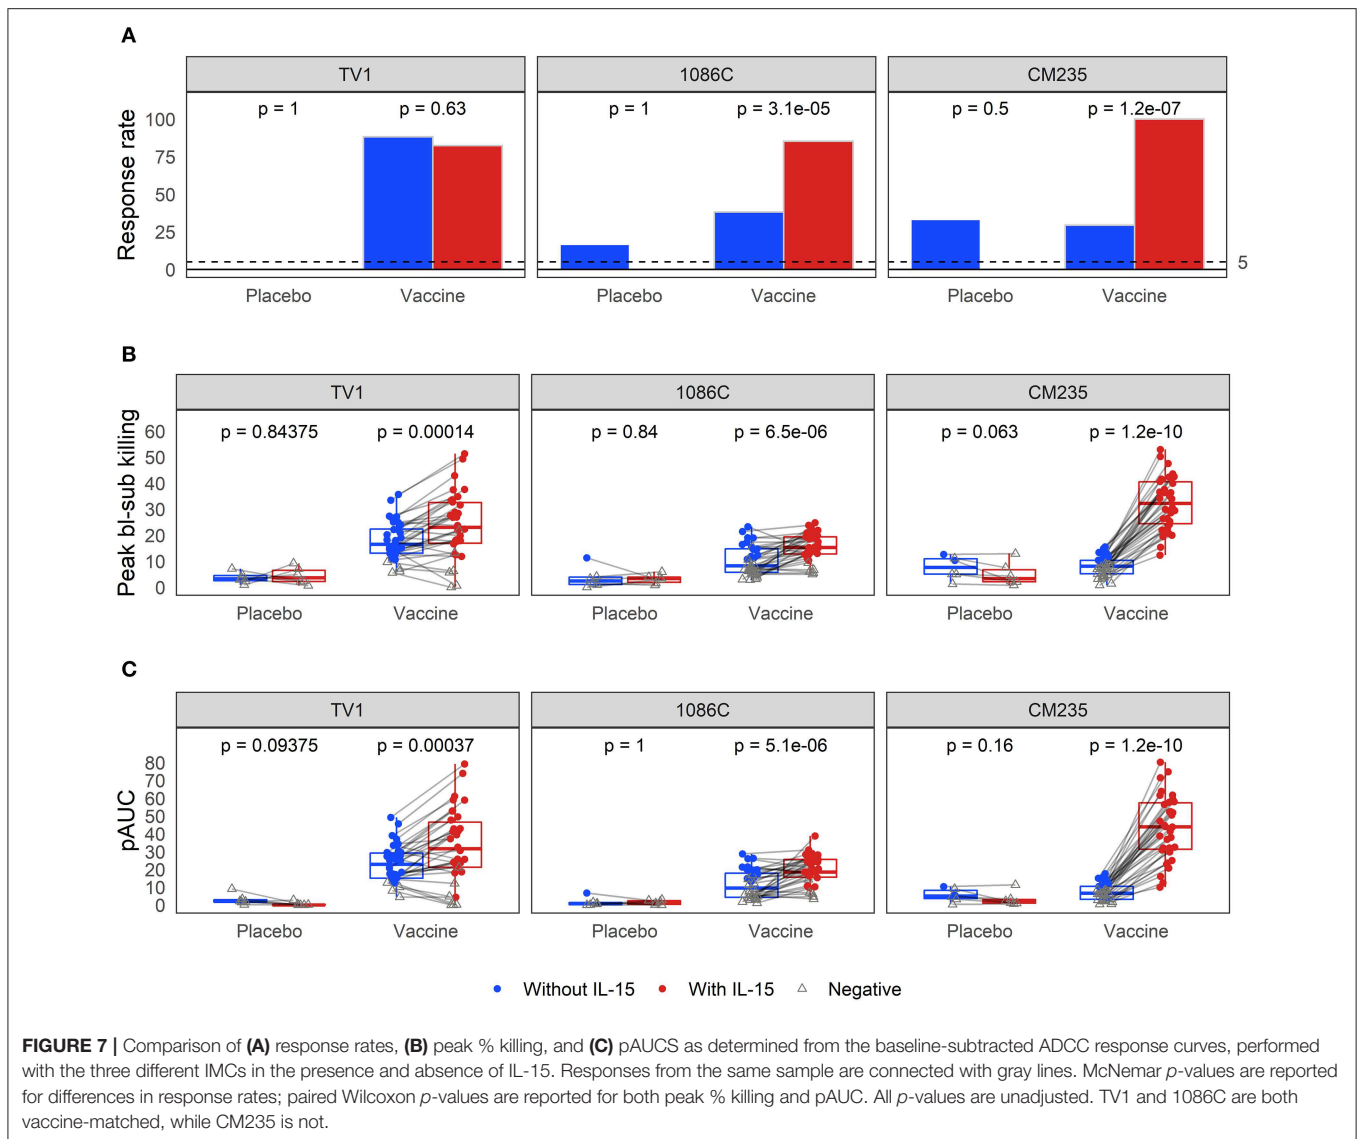 A
TV1 1086C CM235
p = 1 p = 0.63 p = 1 p = 3.1e-05 p = 0.5 p = 1.2e-07
Response rate
100
75
50
25
0
5
Placebo Vaccine Placebo Vaccine Placebo Vaccine
B
TV1 1086C CM235
p = 0.84375 p = 0.00014 p = 0.84 p = 6.5e-06 p = 0.063 p = 1.2e-10
Peak bl-sub killing
60
50
40
30
20
10
0
Placebo Vaccine Placebo Vaccine Placebo Vaccine
C
TV1 1086C CM235
p = 0.09375 p = 0.00037 p = 1 p = 5.1e-06 p = 0.16 p = 1.2e-10
pAUC
80
70
60
50
40
30
20
10
0
Placebo Vaccine Placebo Vaccine Placebo Vaccine
Without IL-15 With IL-15 Negative
FIGURE 7 | Comparison of (A) response rates, (B) peak % killing, and (C) pAUCS as determined from the baseline-subtracted ADCC response curves, performed
with the three different IMCs in the presence and absence of IL-15. Responses from the same sample are connected with gray lines. McNemar p-values are reported
for differences in response rates; paired Wilcoxon p-values are reported for both peak % killing and pAUC. All p-values are unadjusted. TV1 and 1086C are both
vaccine-matched, while CM235 is not.